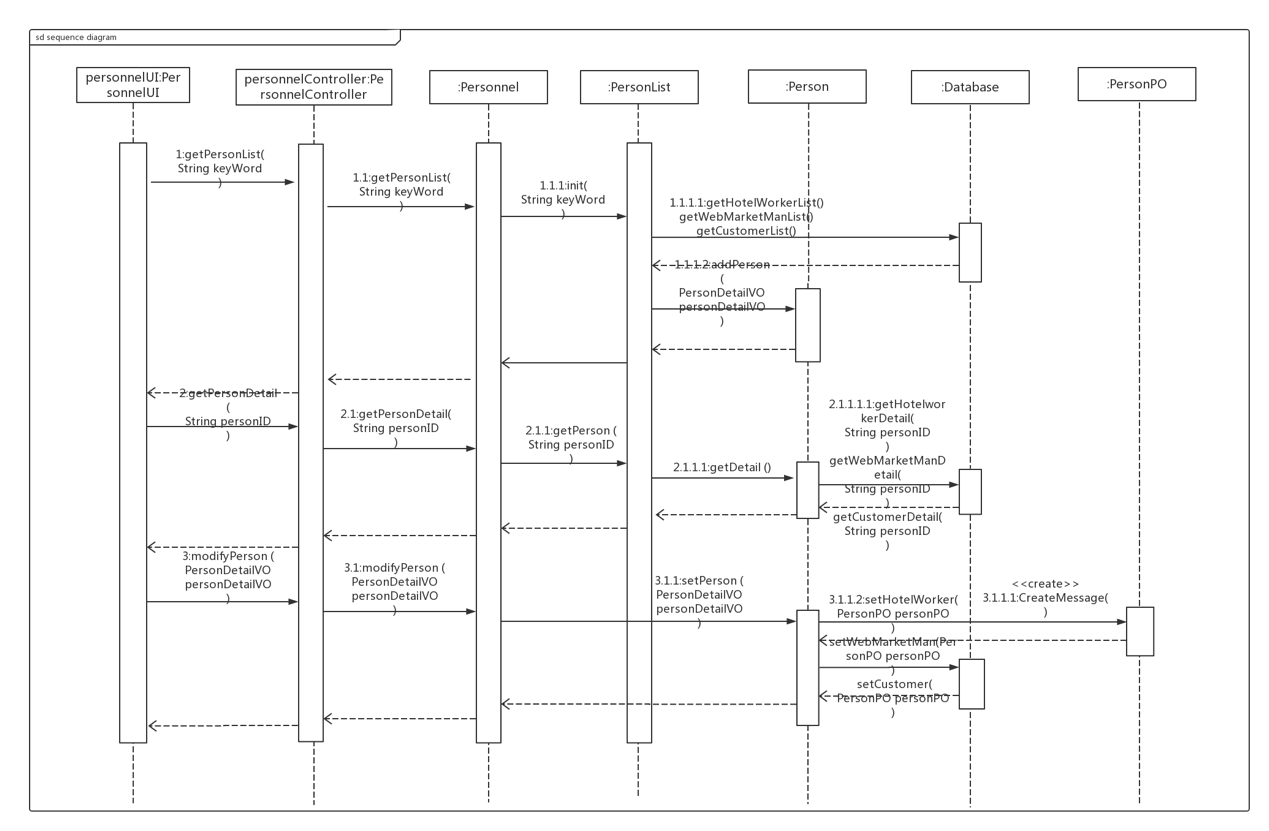 sd sequence diagram
personnelUI:Per
sonnelUI
personnelController:Pe
rsonnelController
:Personnel
:PersonList
:Person
:Database
:PersonPO
1:getPersonList(
String keyWord
)
1.1:getPersonList(
String keyWord
)
1.1.1:init(
String keyWord
)
1.1.1.1:getHotelWorkerList()
getWebMarketManList()
getCustomerList()
1.1.1.2:addPerson
(
PersonDetailVO
personDetailVO
)
2:getPersonDetail
(
String personID
)
2.1:getPersonDetail(
String personID
)
2.1.1:getPerson (
String personID
)
2.1.1.1:getDetail ()
2.1.1.1.1:getHotelwor
kerDetail(
String personID
)
getWebMarketManD
etail(
String personID
)
getCustomerDetail(
String personID
)
3:modifyPerson (
PersonDetailVO
personDetailVO
)
3.1:modifyPerson (
PersonDetailVO
personDetailVO
)
3.1.1:setPerson (
PersonDetailVO
personDetailVO
)
<<create>>
3.1.1.1:CreateMessage(
)
3.1.1.2:setHotelWorker(
PersonPO personPO
)
setWebMarketMan(Per
sonPO personPO
)
setCustomer(
PersonPO personPO
)